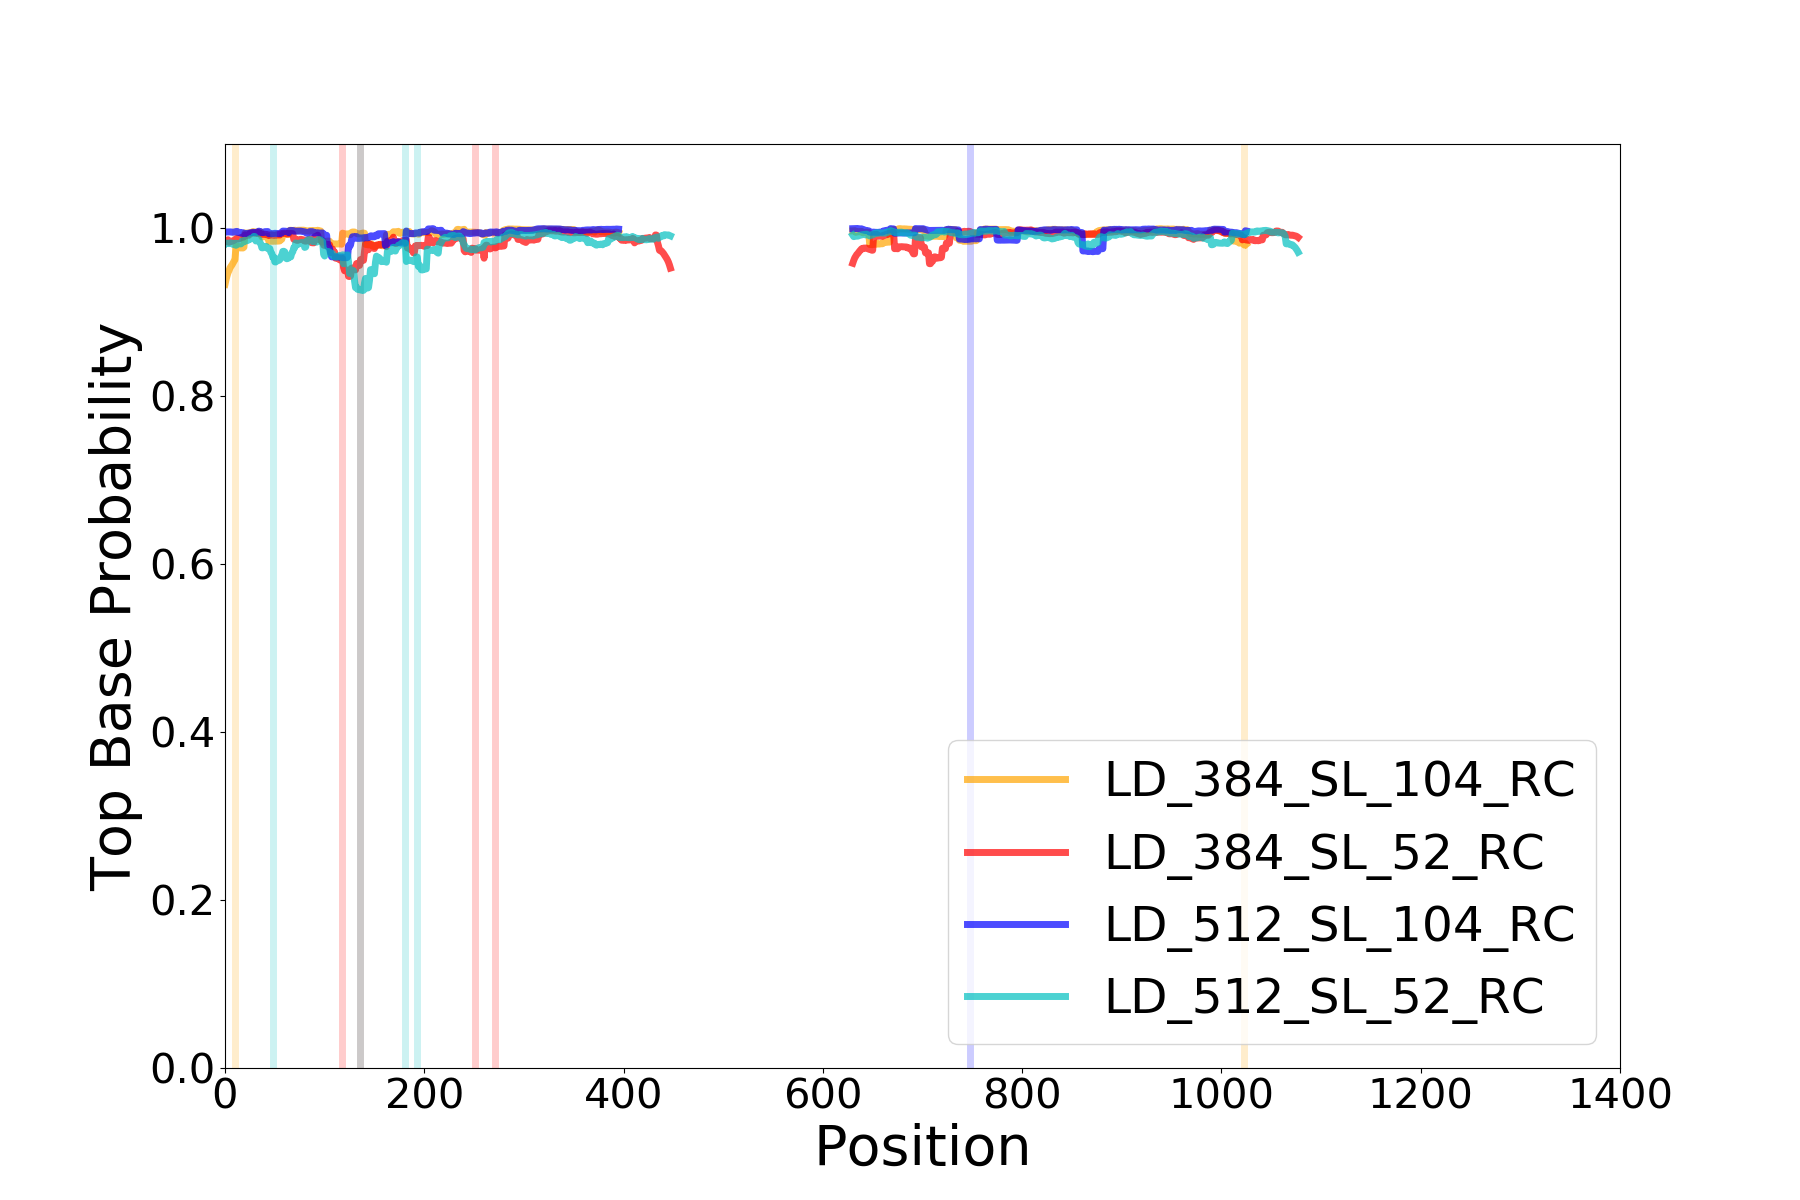 1.0
0.8
0.6
0.4
0.2
0.0
Top Base Probability
LD_384_SL_104_RC
LD_384_SL_52_RC
LD_512_SL_104_RC
LD_512_SL_52_RC
0 200 400 600 800 1000 1200 1400
Position